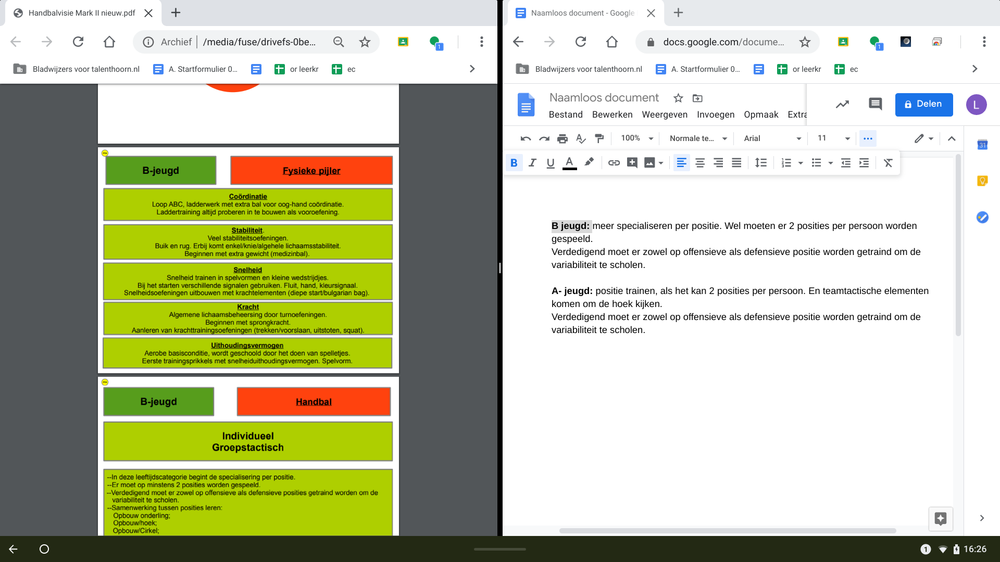 Handbalvisie Mark II nieuw.pdf
Archief | /media/fuse/drivefs-0be...
1
Bladwijzers voor talenthoorn.nl
A. Startformulier 0...
or leerkr
ec
B-jeugd
Fysieke pijler
Coördinatie
Loop ABC, ladderwerk met extra bal voor oog-hand coördinatie.
Laddertraining altijd proberen in te bouwen als vooroefening.
Stabiliteit.
Veel stabiliteitsoefeningen.
Buik en rug. Erbij komt enkel/knie/algehele lichaamsstabiliteit.
Beginnen met extra gewicht (medizinbal).
Snelheid
Snelheid trainen in spelvormen en kleine wedstrijdjes.
Bij het starten verschillende signalen gebruiken. Fluit, hand, kleursignaal.
Snelheidsoefeningen uitbouwen met krachtelementen (diepe start/bulgarian bag).
Kracht
Algemene lichaamsbeheersing door turnoefeningen.
Beginnen met sprongkracht.
Aanleren van krachttrainingsoefeningen (trekken/voorslaan, uitstoten, squat).
Uithoudingsvermogen
Aerobe basisconditie, wordt geschoold door het doen van spelletjes.
Eerste trainingsprikkels met snelheiduithoudingsvermogen. Spelvorm.
B-jeugd
Handbal
Individueel
Groepstactisch
--In deze leeftijdscategorie begint de specialisering per positie.
--Er moet op minstens 2 posities worden gespeeld.
--Verdedigend moet er zowel op offensieve als defensieve posities getraind worden om de
variabiliteit te scholen.
--Samenwerking tussen posities leren:
Opbouw onderling;
Opbouw/hoek;
Opbouw/Cirkel;
Naamloos document - Google
docs.google.com/docume...
1
Bladwijzers voor talenthoorn.nl
A. Startformulier 0...
or leerkr
ec
Naamloos document
Bestand Bewerken Weergeven Invoegen Opmaak Extra
Delen
L
100%
Normale te...
Arial
11
B I U A
31
B jeugd: meer specialiseren per positie. Wel moeten er 2 posities per persoon worden
gespeeld.
Verdedigend moet er zowel op offensieve als defensieve positie worden getraind om de
variabiliteit te scholen.
A- jeugd: positie trainen, als het kan 2 posities per persoon. En teamtactische elementen
komen om de hoek kijken.
Verdedigend moet er zowel op offensieve als defensieve positie worden getraind om de
variabiliteit te scholen.
1
16:26